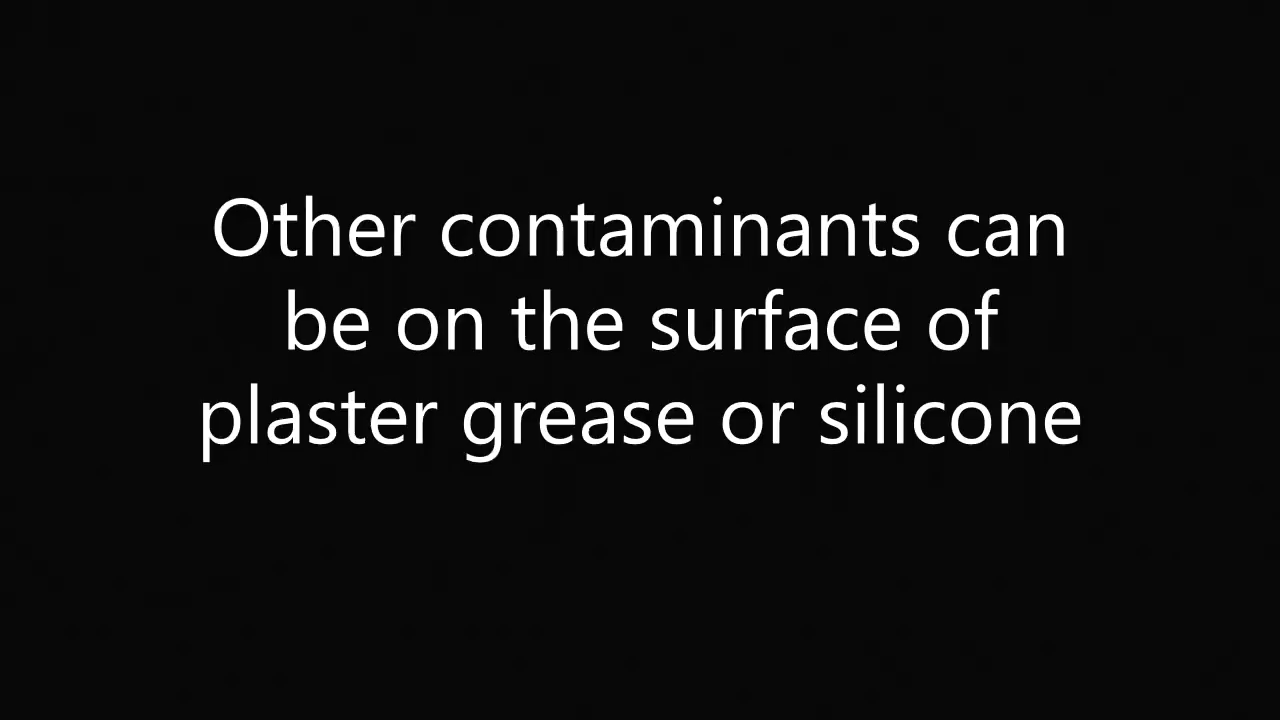 Other contaminants can
be on the surface of
plaster grease or silicone